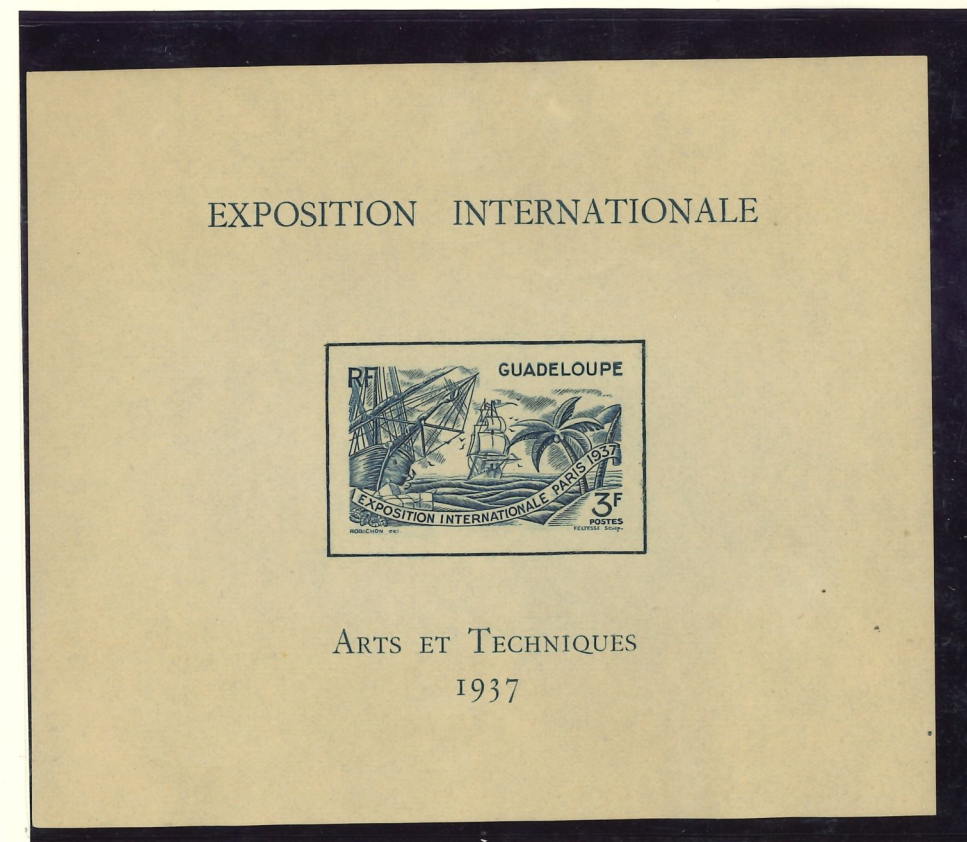 EXPOSITION INTERNATIONALE
RF
GUADELOUPE
EXPOSITION INTERNATIONALE PARIS 1937
3F
POSTES
ROBICHON DEL.
FELTESSE SCULP.
ARTS ET TECHNIQUES
1937